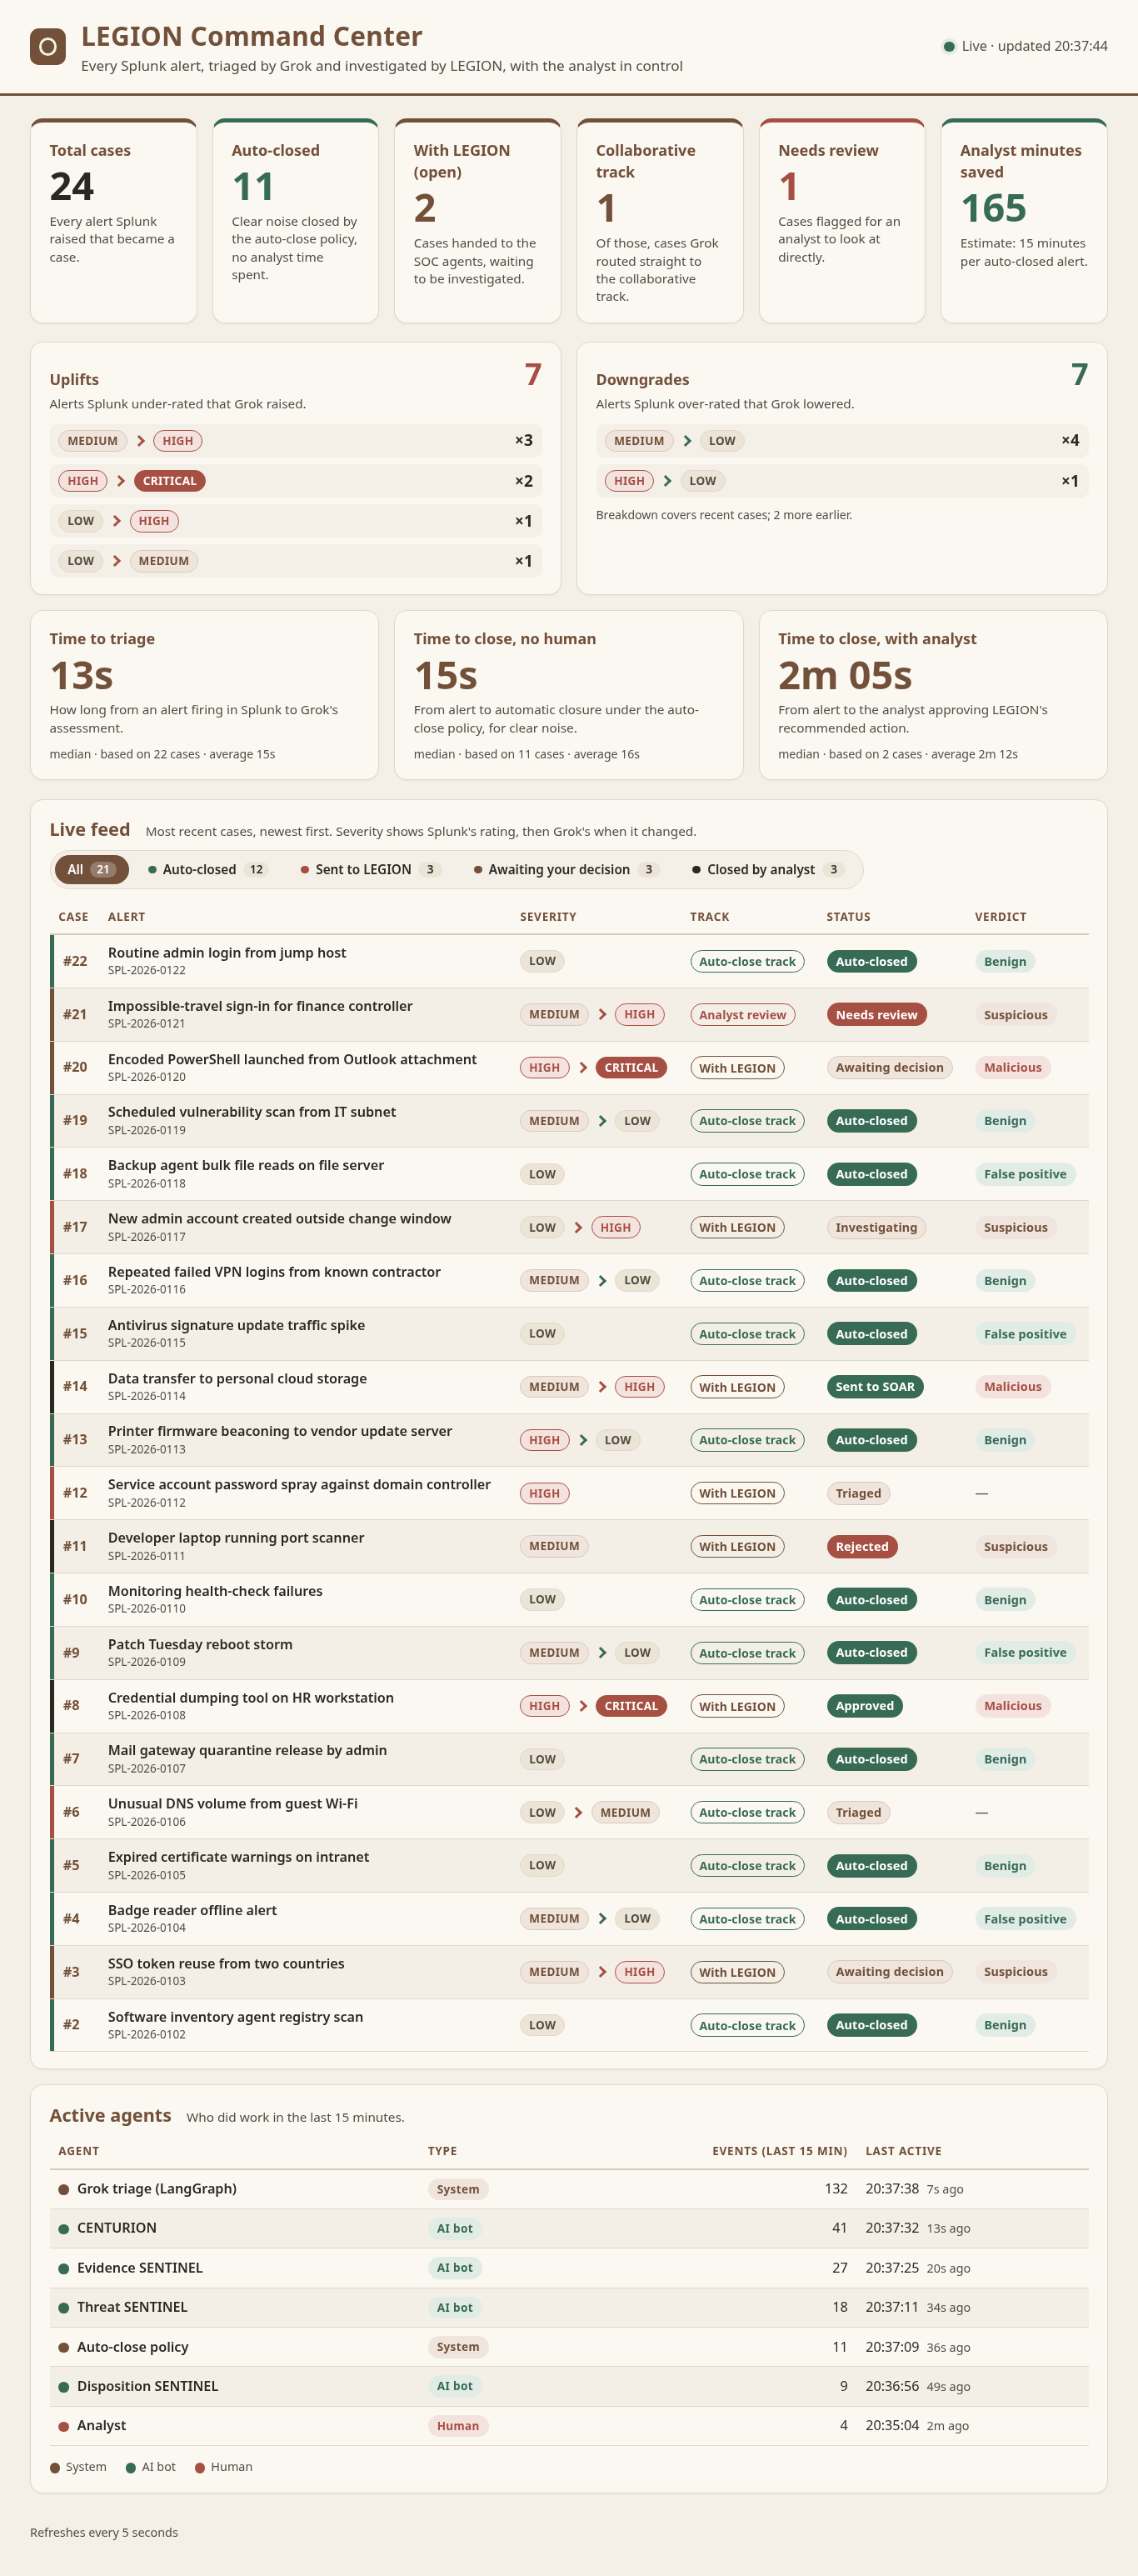 O
LEGION Command Center
Every Splunk alert, triaged by Grok and investigated by LEGION, with the analyst in control
Live · updated 20:37:44
Total cases
24
Every alert Splunk
raised that became a
case.
Auto-closed
11
Clear noise closed by
the auto-close policy,
no analyst time
spent.
With LEGION
(open)
2
Cases handed to the
SOC agents, waiting
to be investigated.
Collaborative
track
1
Of those, cases Grok
routed straight to
the collaborative
track.
Needs review
1
Cases flagged for an
analyst to look at
directly.
Analyst minutes
saved
165
Estimate: 15 minutes
per auto-closed alert.
Uplifts 7
Alerts Splunk under-rated that Grok raised.
MEDIUM HIGH ×3
HIGH CRITICAL ×2
LOW HIGH ×1
LOW MEDIUM ×1
Downgrades 7
Alerts Splunk over-rated that Grok lowered.
MEDIUM LOW ×4
HIGH LOW ×1
Breakdown covers recent cases; 2 more earlier.
Time to triage
13s
How long from an alert firing in Splunk to Grok's
assessment.
median · based on 22 cases · average 15s
Time to close, no human
15s
From alert to automatic closure under the auto-
close policy, for clear noise.
median · based on 11 cases · average 16s
Time to close, with analyst
2m 05s
From alert to the analyst approving LEGION's
recommended action.
median · based on 2 cases · average 2m 12s
Live feed Most recent cases, newest first. Severity shows Splunk's rating, then Grok's when it changed.
All 21 Auto-closed 12 Sent to LEGION 3 Awaiting your decision 3 Closed by analyst 3
CASE ALERT SEVERITY TRACK STATUS VERDICT
#22 Routine admin login from jump host LOW Auto-close track Auto-closed Benign
SPL-2026-0122
#21 Impossible-travel sign-in for finance controller MEDIUM HIGH Analyst review Needs review Suspicious
SPL-2026-0121
#20 Encoded PowerShell launched from Outlook attachment HIGH CRITICAL With LEGION Awaiting decision Malicious
SPL-2026-0120
#19 Scheduled vulnerability scan from IT subnet MEDIUM LOW Auto-close track Auto-closed Benign
SPL-2026-0119
#18 Backup agent bulk file reads on file server LOW Auto-close track Auto-closed False positive
SPL-2026-0118
#17 New admin account created outside change window LOW HIGH With LEGION Investigating Suspicious
SPL-2026-0117
#16 Repeated failed VPN logins from known contractor MEDIUM LOW Auto-close track Auto-closed Benign
SPL-2026-0116
#15 Antivirus signature update traffic spike LOW Auto-close track Auto-closed False positive
SPL-2026-0115
#14 Data transfer to personal cloud storage MEDIUM HIGH With LEGION Sent to SOAR Malicious
SPL-2026-0114
#13 Printer firmware beaconing to vendor update server HIGH LOW Auto-close track Auto-closed Benign
SPL-2026-0113
#12 Service account password spray against domain controller HIGH With LEGION Triaged —
SPL-2026-0112
#11 Developer laptop running port scanner MEDIUM With LEGION Rejected Suspicious
SPL-2026-0111
#10 Monitoring health-check failures LOW Auto-close track Auto-closed Benign
SPL-2026-0110
#9 Patch Tuesday reboot storm MEDIUM LOW Auto-close track Auto-closed False positive
SPL-2026-0109
#8 Credential dumping tool on HR workstation HIGH CRITICAL With LEGION Approved Malicious
SPL-2026-0108
#7 Mail gateway quarantine release by admin LOW Auto-close track Auto-closed Benign
SPL-2026-0107
#6 Unusual DNS volume from guest Wi-Fi LOW MEDIUM Auto-close track Triaged —
SPL-2026-0106
#5 Expired certificate warnings on intranet LOW Auto-close track Auto-closed Benign
SPL-2026-0105
#4 Badge reader offline alert MEDIUM LOW Auto-close track Auto-closed False positive
SPL-2026-0104
#3 SSO token reuse from two countries MEDIUM HIGH With LEGION Awaiting decision Suspicious
SPL-2026-0103
#2 Software inventory agent registry scan LOW Auto-close track Auto-closed Benign
SPL-2026-0102
Active agents Who did work in the last 15 minutes.
AGENT TYPE EVENTS (LAST 15 MIN) LAST ACTIVE
Grok triage (LangGraph) System 132 20:37:38 7s ago
CENTURION AI bot 41 20:37:32 13s ago
Evidence SENTINEL AI bot 27 20:37:25 20s ago
Threat SENTINEL AI bot 18 20:37:11 34s ago
Auto-close policy System 11 20:37:09 36s ago
Disposition SENTINEL AI bot 9 20:36:56 49s ago
Analyst Human 4 20:35:04 2m ago
System AI bot Human
Refreshes every 5 seconds